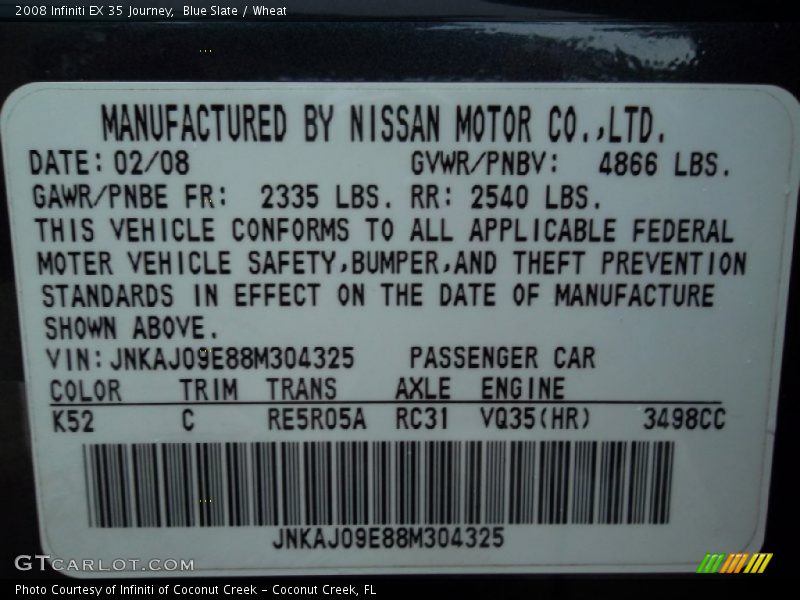 2008 Infiniti EX 35 Journey,  Blue Slate / Wheat
MANUFACTURED BY NISSAN MOTOR CO.,LTD.
DATE: 02/08 GVWR/PNBV: 4866 LBS.
GAWR/PNBE FR: 2335 LBS. RR: 2540 LBS.
THIS VEHICLE CONFORMS TO ALL APPLICABLE FEDERAL
MOTER VEHICLE SAFETY,BUMPER,AND THEFT PREVENTION
STANDARDS IN EFFECT ON THE DATE OF MANUFACTURE
SHOWN ABOVE.
VIN: JNKAJ09E88M304325 PASSENGER CAR
COLOR TRIM TRANS AXLE ENGINE
K52 C RE5R05A RC31 VQ35(HR) 3498CC
JNKAJ09E88M304325
GTCARLOT.COM
Photo Courtesy of Infiniti of Coconut Creek - Coconut Creek, FL